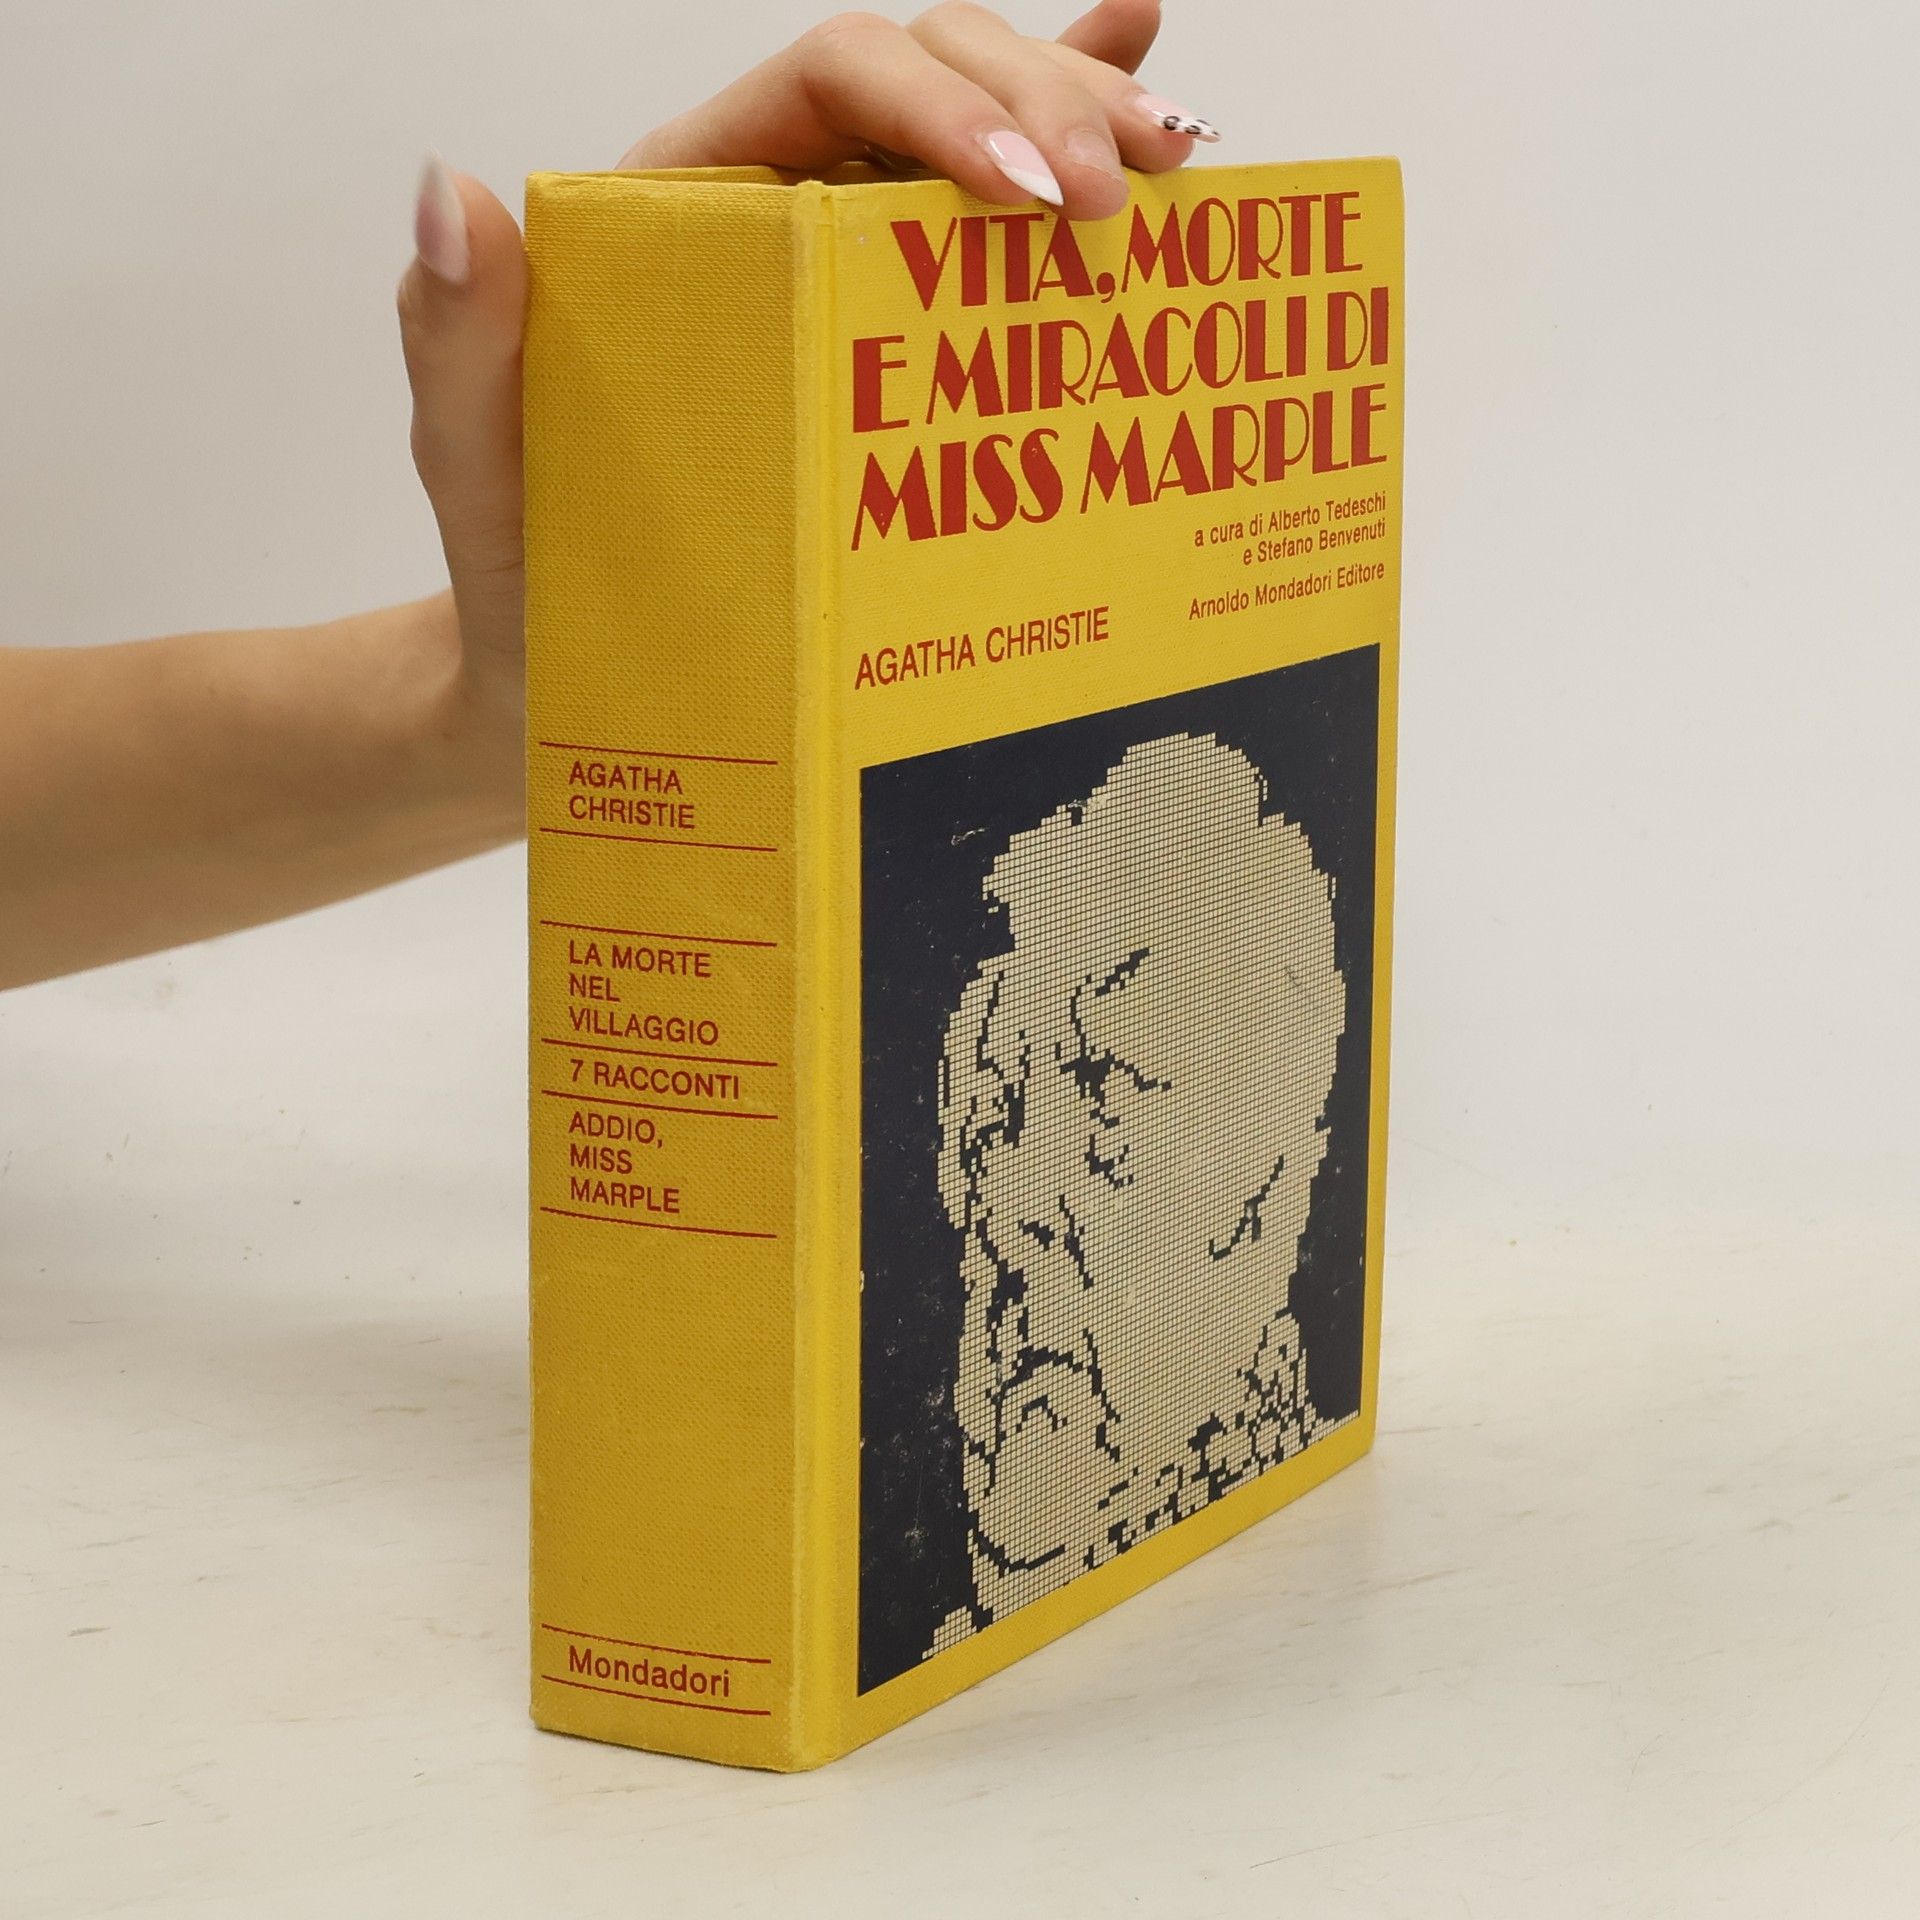 VITA, MORTE
E MIRACOLI DI
MISS MARPLE
a cura di Alberto Tedeschi
e Stefano Benvenuti
Arnoldo Mondadori Editore
AGATHA CHRISTIE
AGATHA
CHRISTIE
LA MORTE
NEL
VILLAGGIO
7 RACCONTI
ADDIO,
MISS
MARPLE
Mondadori